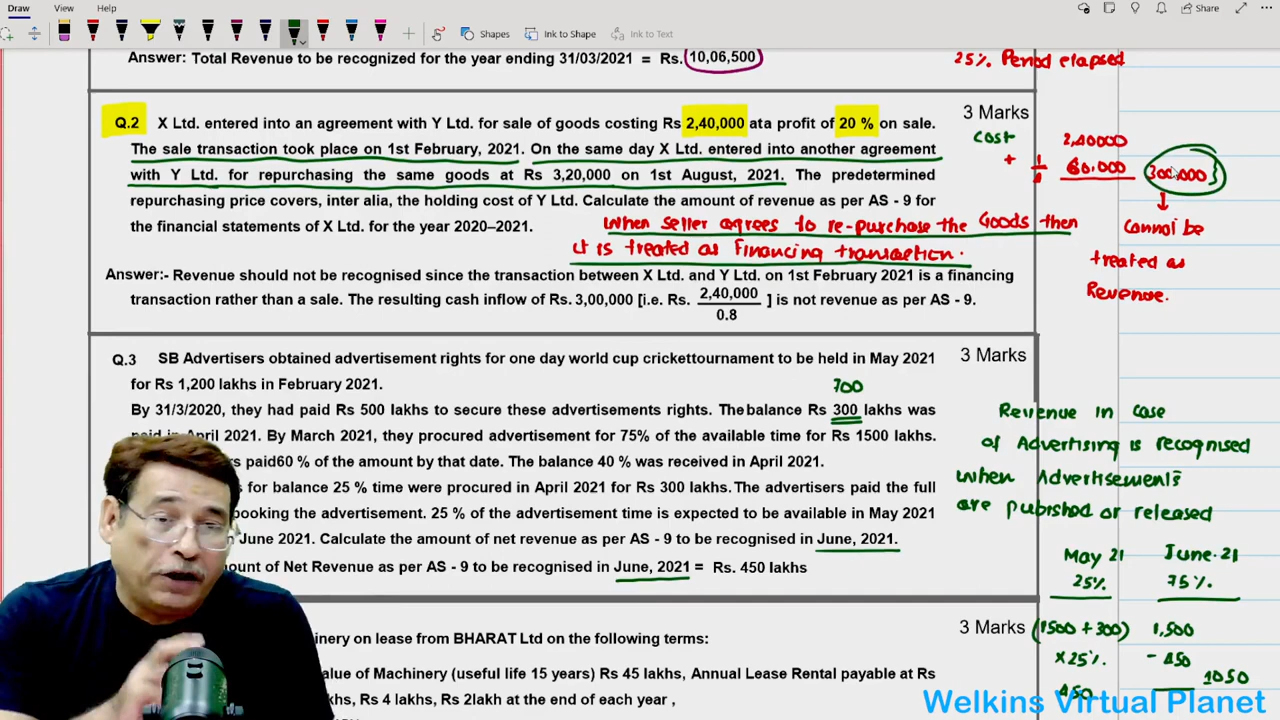 Draw View Help
Share
Shapes Ink to Shape Ink to Text
Answer: Total Revenue to be recognized for the year ending 31/03/2021 = Rs. 10,06,500
25% Period elapsed
Q.2 X Ltd. entered into an agreement with Y Ltd. for sale of goods costing Rs 2,40,000 ata profit of 20 % on sale.
3 Marks
The sale transaction took place on 1st February, 2021. On the same day X Ltd. entered into another agreement
with Y Ltd. for repurchasing the same goods at Rs 3,20,000 on 1st August, 2021. The predetermined
repurchasing price covers, inter alia, the holding cost of Y Ltd. Calculate the amount of revenue as per AS - 9 for
the financial statements of X Ltd. for the year 2020–2021.
When seller agrees to re-purchase the Goods then
it is treated as Financing transaction.
cost 2,40000
+ 60,000 300,000
cannot be
treated as
Revenue.
Answer:- Revenue should not be recognised since the transaction between X Ltd. and Y Ltd. on 1st February 2021 is a financing
transaction rather than a sale. The resulting cash inflow of Rs. 3,00,000 [i.e. Rs. 2,40,000 / 0.8 ] is not revenue as per AS - 9.
Q.3 SB Advertisers obtained advertisement rights for one day world cup crickettournament to be held in May 2021
3 Marks
for Rs 1,200 lakhs in February 2021.
700
By 31/3/2020, they had paid Rs 500 lakhs to secure these advertisements rights. The balance Rs 300 lakhs was
paid in April 2021. By March 2021, they procured advertisement for 75% of the available time for Rs 1500 lakhs.
paid60 % of the amount by that date. The balance 40 % was received in April 2021.
for balance 25 % time were procured in April 2021 for Rs 300 lakhs. The advertisers paid the full
booking the advertisement. 25 % of the advertisement time is expected to be available in May 2021
June 2021. Calculate the amount of net revenue as per AS - 9 to be recognised in June, 2021.
of Net Revenue as per AS - 9 to be recognised in June, 2021 = Rs. 450 lakhs
Revenue in case
of Advertising is recognised
when Advertisements
are pubished or released
May 21 June.21
25% 75%.
(1500 + 300) 1,500
×25%. - 450
450 1050
on lease from BHARAT Ltd on the following terms:
3 Marks
of Machinery (useful life 15 years) Rs 45 lakhs, Annual Lease Rental payable at Rs
Rs 4 lakhs, Rs 2lakh at the end of each year ,
Welkins Virtual Planet